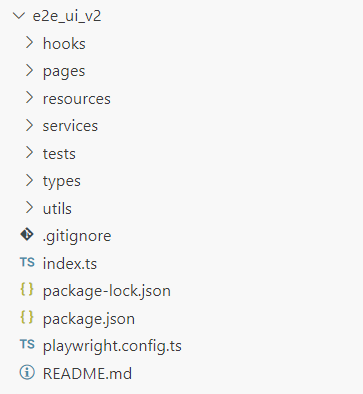 e2e_ui_v2
hooks
pages
resources
services
tests
types
utils
.gitignore
TS index.ts
{} package-lock.json
{} package.json
TS playwright.config.ts
README.md